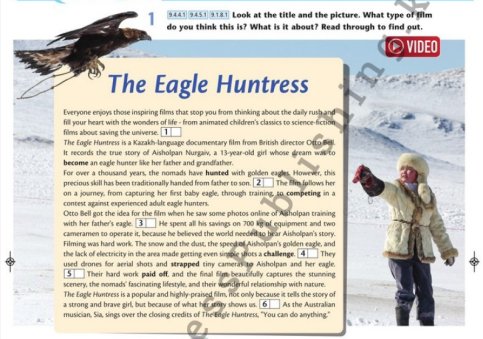 1 9.4.4.1 9.4.5.1 9.1.8.1 Look at the title and the picture. What type of film
do you think this is? What is it about? Read through to find out.
VIDEO
The Eagle Huntress
Everyone enjoys those inspiring films that stop you from thinking about the daily rush and
fill your heart with the wonders of life - from animated children's classics to science-fiction
films about saving the universe. 1
The Eagle Huntress is a Kazakh-language documentary film from British director Otto Bell.
It records the true story of Aisholpan Nurgaiv, a 13-year-old girl whose dream was to
become an eagle hunter like her father and grandfather.
For over a thousand years, the nomads have hunted with golden eagles. However, this
precious skill has been traditionally handed from father to son. 2 The film follows her
on a journey, from capturing her first baby eagle, through training, to competing in a
contest against experienced adult eagle hunters.
Otto Bell got the idea for the film when he saw some photos online of Aisholpan training
with her father's eagle. 3 He spent all his savings on 700 kg of equipment and two
cameramen to operate it, because he believed the world needed to hear Aisholpan's story.
Filming was hard work. The snow and the dust, the speed of Aisholpan's golden eagle, and
the lack of electricity in the area made getting even simple shots a challenge. 4 They
used drones for aerial shots and strapped tiny cameras to Aisholpan and her eagle.
5 Their hard work paid off, and the final film successfully captures the stunning
scenery, the nomads' fascinating lifestyle, and their wonderful relationship with nature.
The Eagle Huntress is a popular and highly-praised film, not only because it tells the story of
a strong and brave girl, but because of what her story shows us. 6 As the Australian
musician, Sia, sings over the closing credits of The Eagle Huntress, "You can do anything."